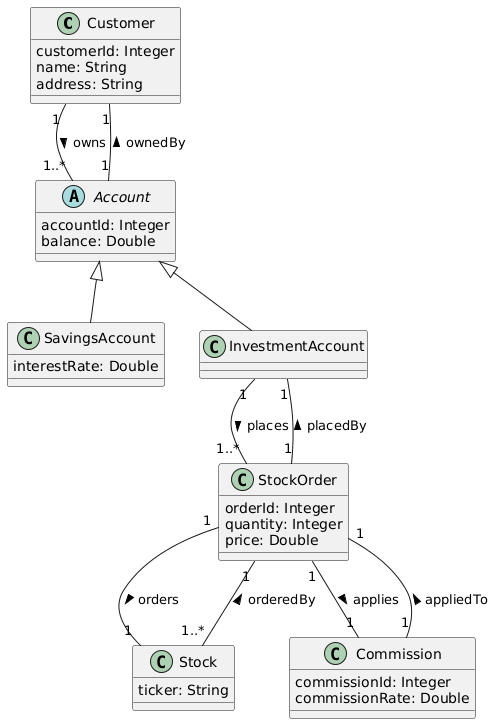 C Customer
customerId: Integer
name: String
address: String
1 1
owns ownedBy
1..* 1
A Account
accountId: Integer
balance: Double
C SavingsAccount
interestRate: Double
C InvestmentAccount
1 1
places placedBy
1..* 1
C StockOrder
orderId: Integer
quantity: Integer
price: Double
1 1 1 1
orders orderedBy applies appliedTo
1 1..* 1 1
C Stock
ticker: String
C Commission
commissionId: Integer
commissionRate: Double